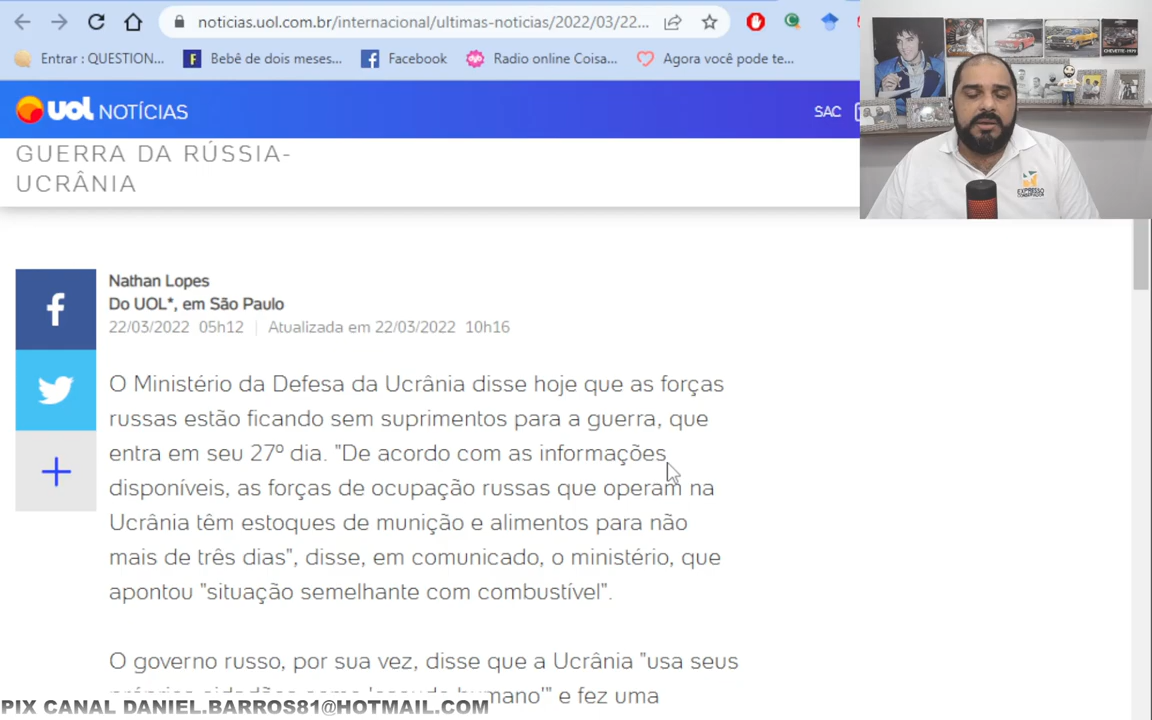 noticias.uol.com.br/internacional/ultimas-noticias/2022/03/22...
Entrar : QUESTION...
Bebê de dois meses...
Facebook
Radio online Coisa...
Agora você pode te...
UOL NOTÍCIAS
SAC
GUERRA DA RÚSSIA-
UCRÂNIA
EXPRESSO
Nathan Lopes
Do UOL*, em São Paulo
22/03/2022 05h12 | Atualizada em 22/03/2022 10h16
O Ministério da Defesa da Ucrânia disse hoje que as forças
russas estão ficando sem suprimentos para a guerra, que
entra em seu 27º dia. "De acordo com as informações
disponíveis, as forças de ocupação russas que operam na
Ucrânia têm estoques de munição e alimentos para não
mais de três dias", disse, em comunicado, o ministério, que
apontou "situação semelhante com combustível".
O governo russo, por sua vez, disse que a Ucrânia "usa seus
humano'" e fez uma
PIX CANAL DANIEL.BARROS81@HOTMAIL.COM